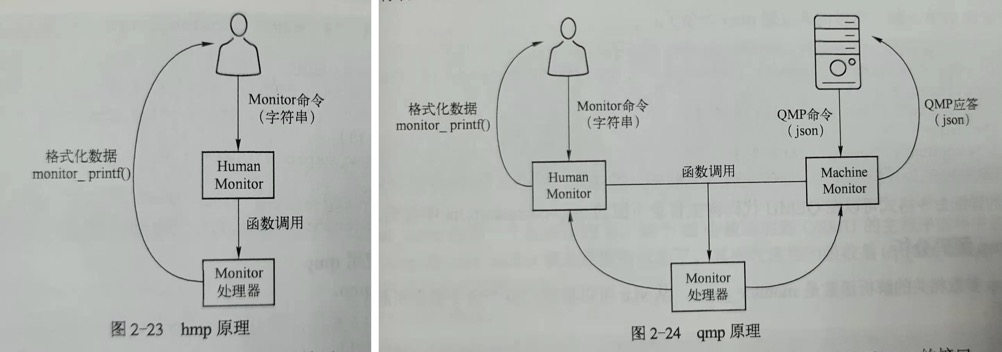 Monitor命令
（字符串）
格式化数据
monitor_ printf()
Human
Monitor
函数调用
Monitor
处理器
图 2-23 hmp 原理
格式化数据
monitor_ printf()
Monitor命令
（字符串）
QMP命令
（json）
QMP应答
（json）
Human
Monitor
函数调用
Machine
Monitor
Monitor
处理器
图 2-24 qmp 原理